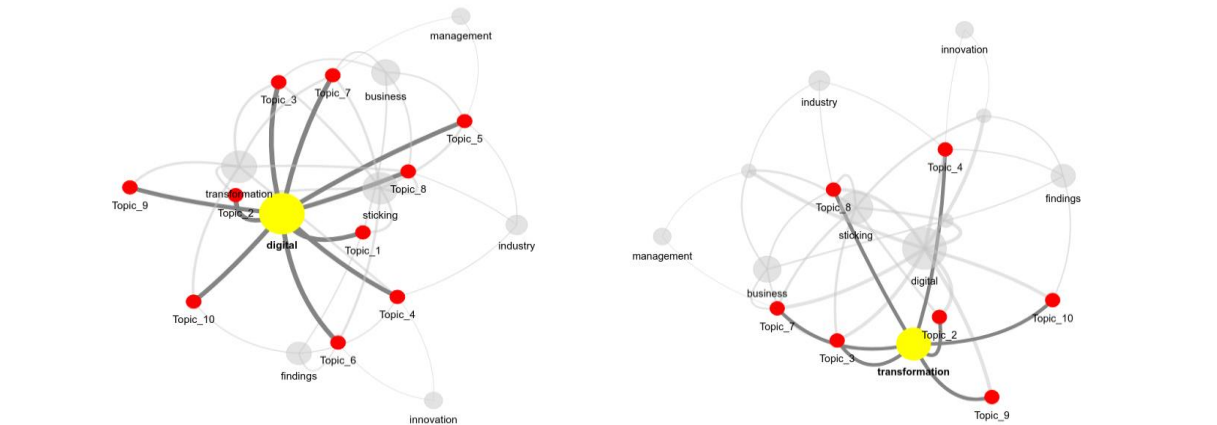 management
business
Topic_3
Topic_7
Topic_5
Topic_8
transformation
Topic_9
Topic_2
sticking
digital
Topic_1
industry
Topic_10
Topic_4
Topic_6
findings
innovation
innovation
industry
Topic_4
findings
Topic_8
sticking
management
digital
business
Topic_10
Topic_7
Topic_2
Topic_3
transformation
Topic_9